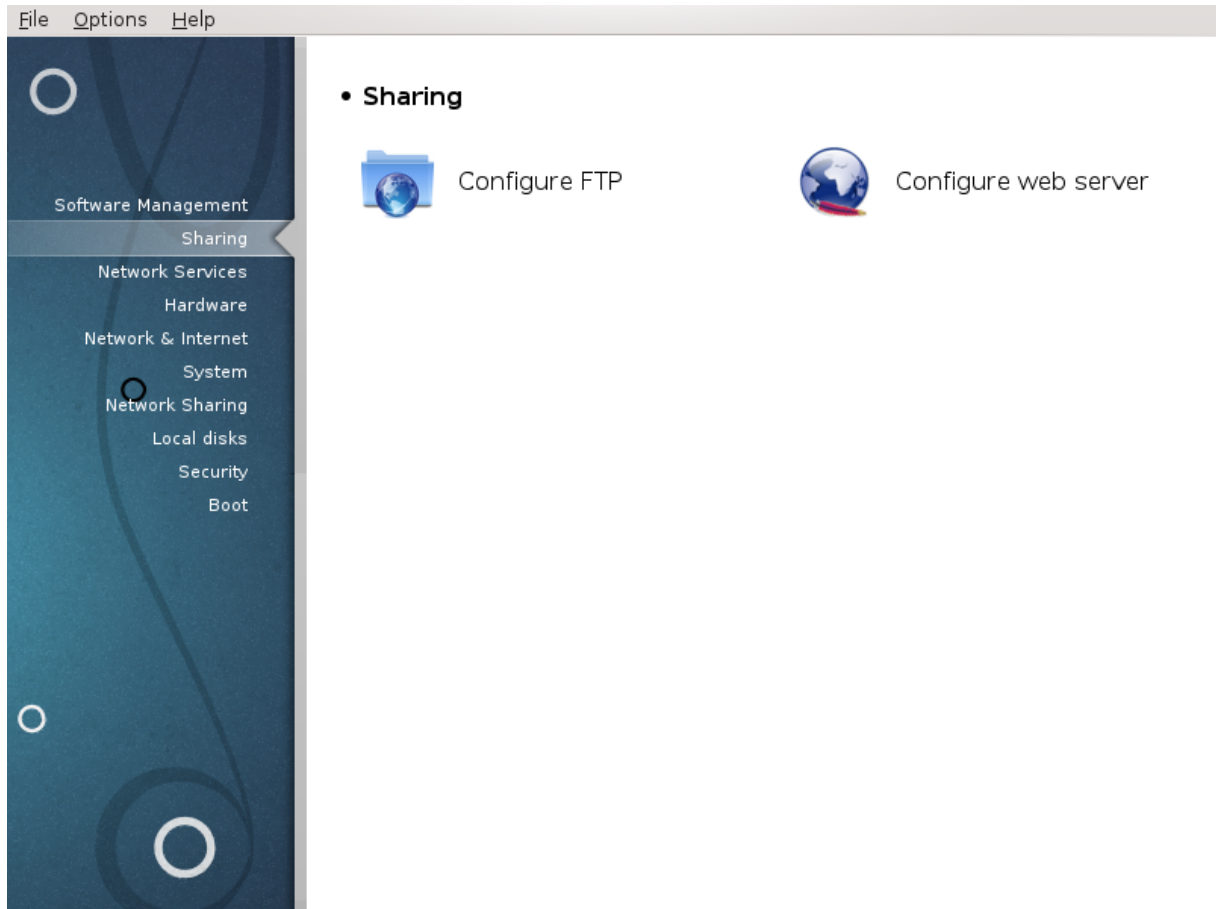 File Options Help
Software Management
Sharing
Network Services
Hardware
Network & Internet
System
Network Sharing
Local disks
Security
Boot
• Sharing
Configure FTP
Configure web server